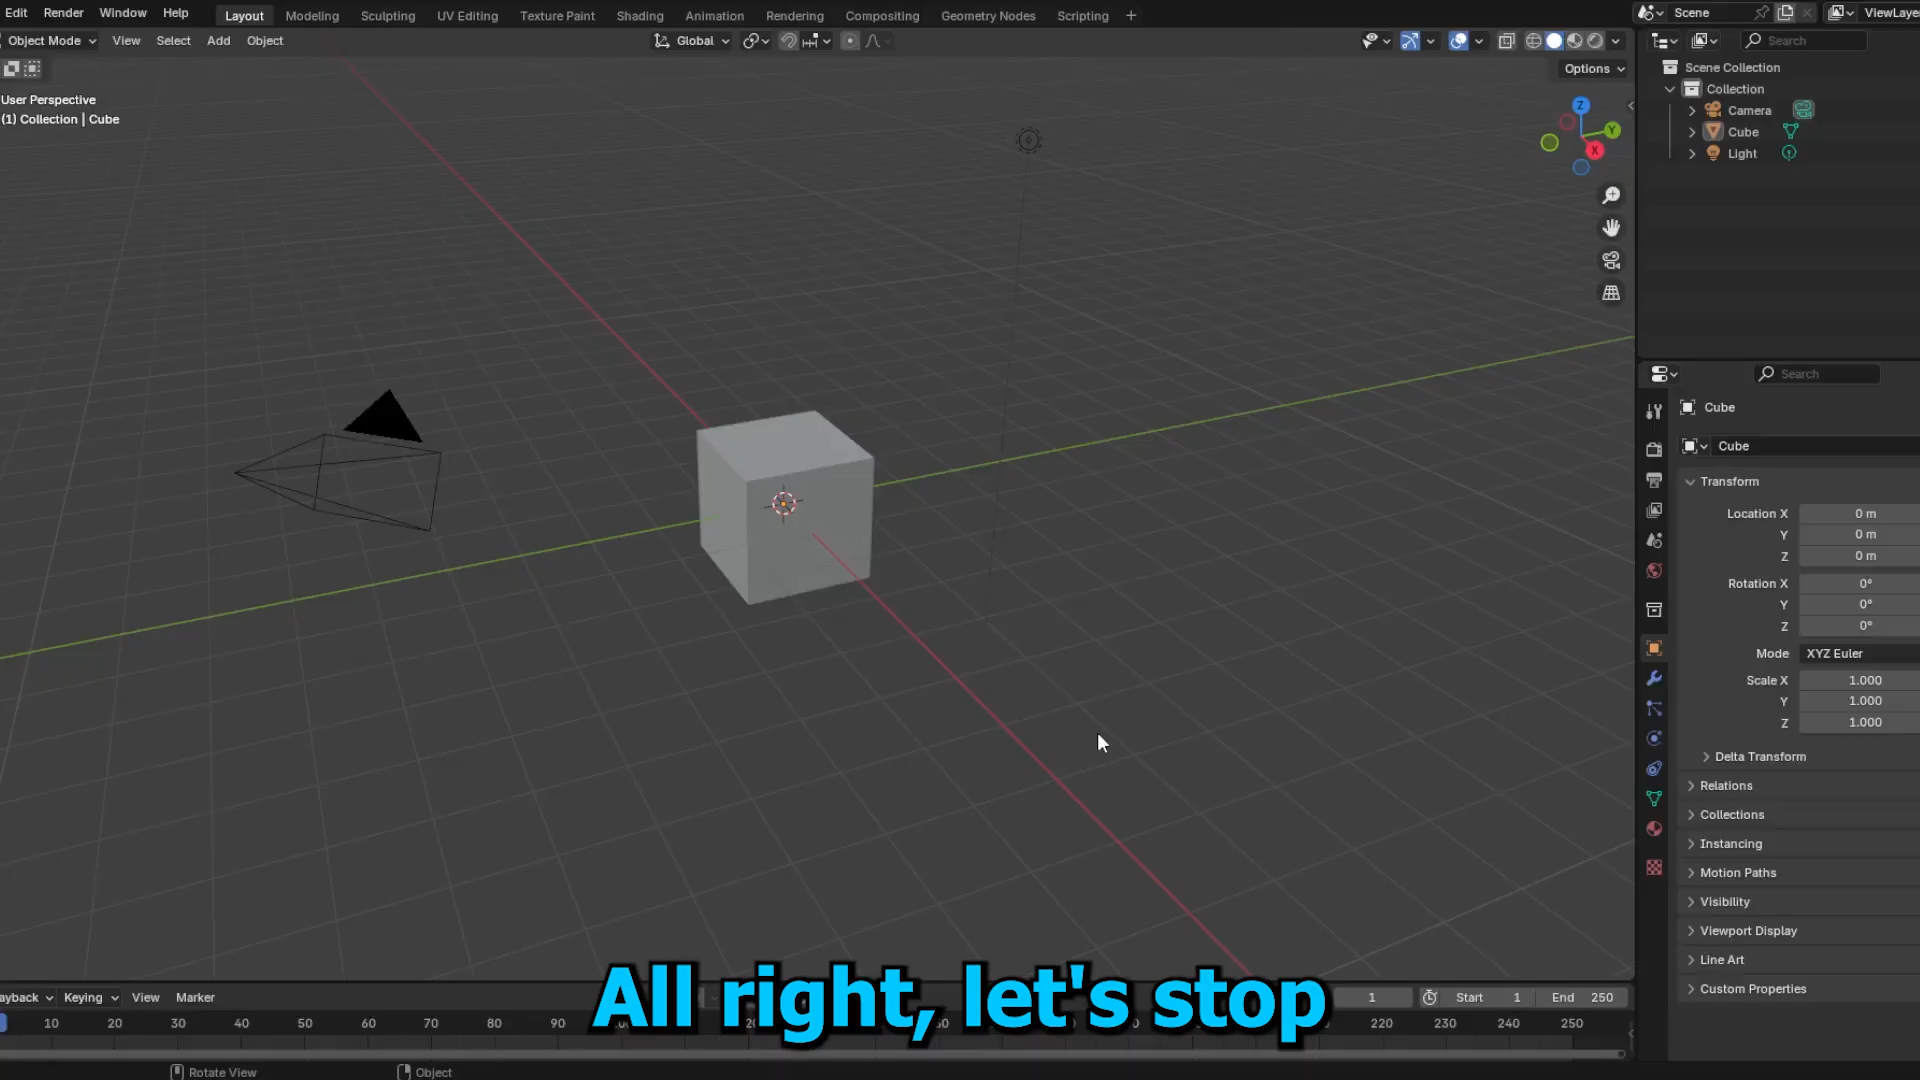 Edit Render Window Help Layout Modeling Sculpting UV Editing Texture Paint Shading Animation Rendering Compositing Geometry Nodes Scripting + Scene ViewLayer
Object Mode View Select Add Object Global Search
Options
User Perspective
(1) Collection | Cube
Z
Y
X
Scene Collection
Collection
Camera
Cube
Light
Search
Cube
Cube
Transform
Location X 0 m
Y 0 m
Z 0 m
Rotation X 0°
Y 0°
Z 0°
Mode XYZ Euler
Scale X 1.000
Y 1.000
Z 1.000
Delta Transform
Relations
Collections
Instancing
Motion Paths
Visibility
Viewport Display
Line Art
Custom Properties
All right, let's stop
ayback Keying View Marker 1 Start 1 End 250
10 20 30 40 50 60 70 80 90 220 230 240 250
Rotate View Object